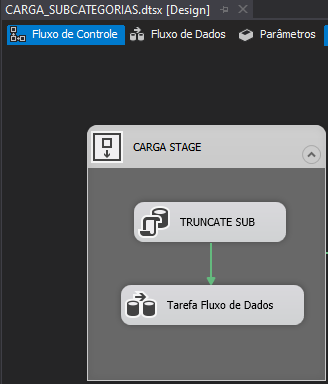 CARGA_SUBCATEGORIAS.dtsx [Design]
Fluxo de Controle Fluxo de Dados Parâmetros
CARGA STAGE
TRUNCATE SUB
Tarefa Fluxo de Dados